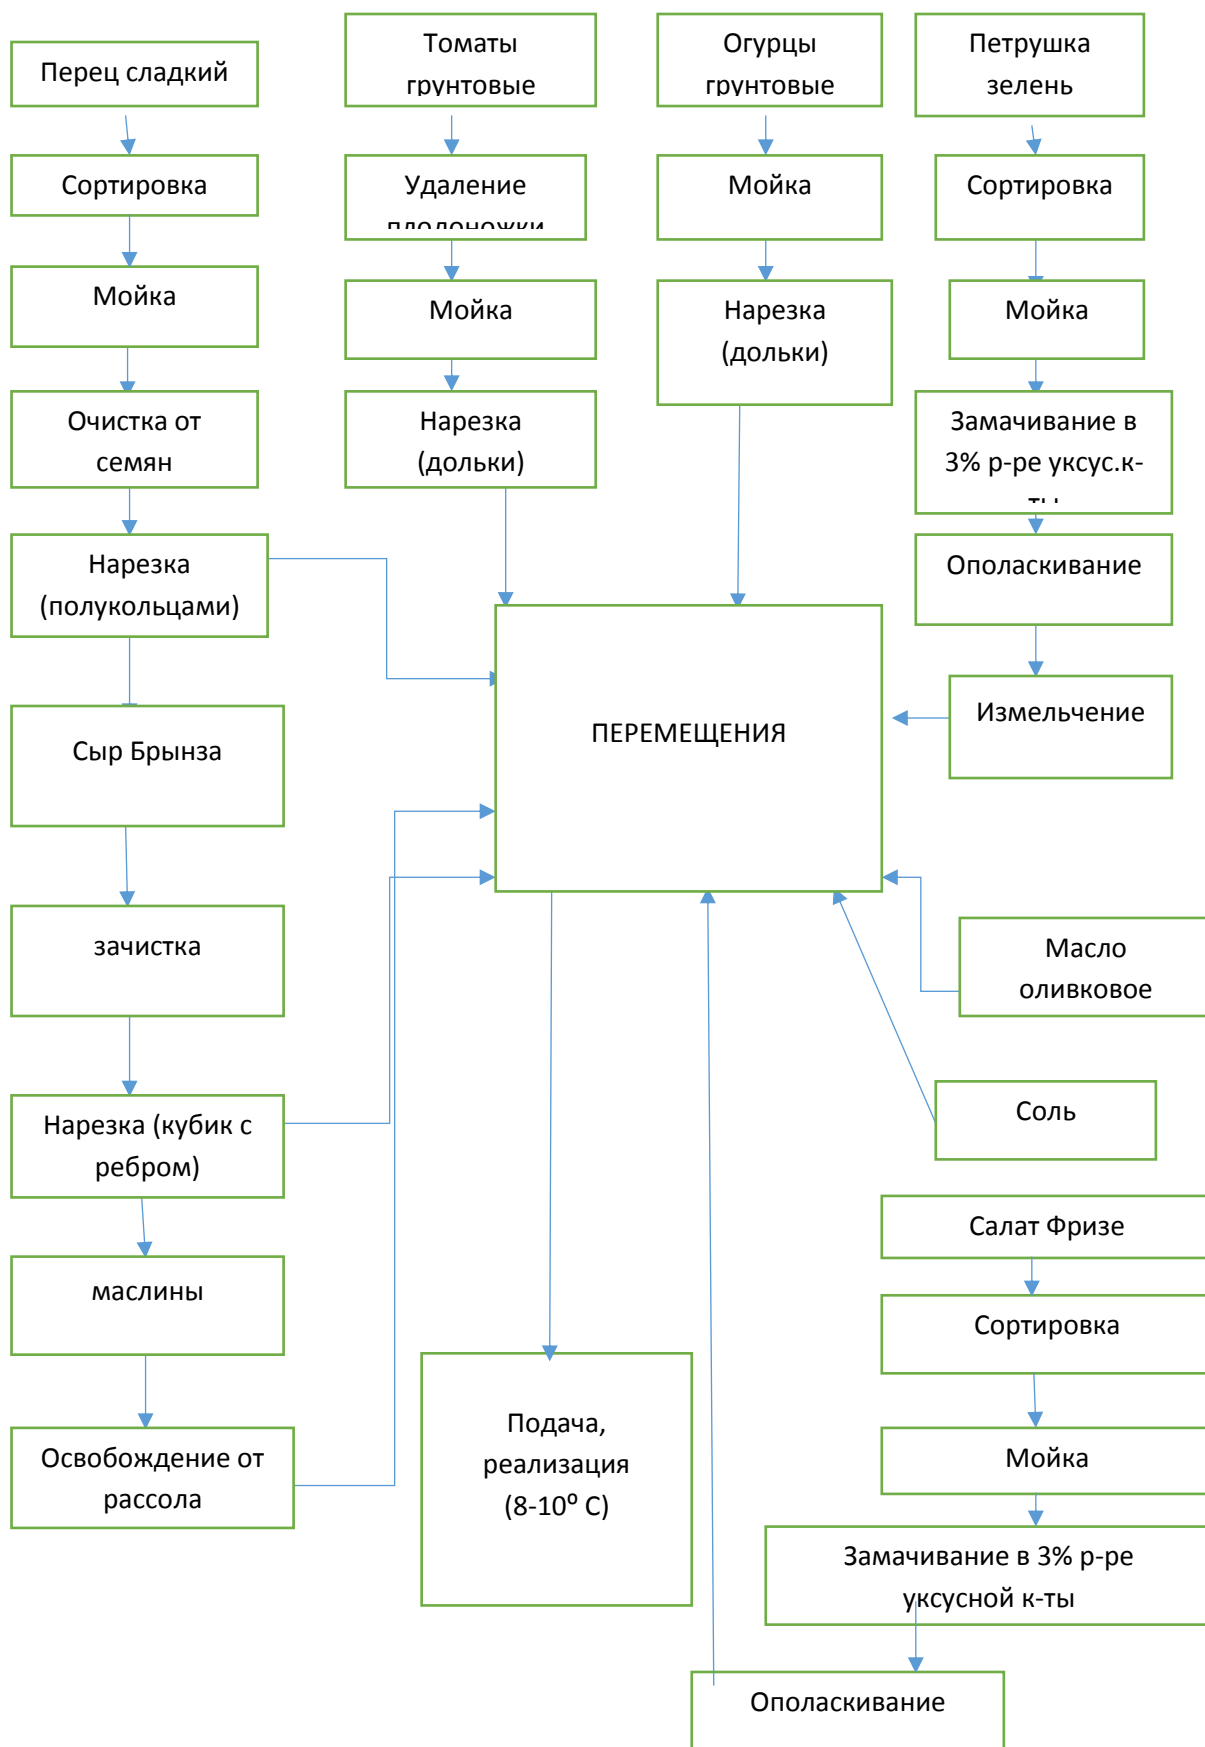 Перец сладкий
Томаты
грунтовые
Огурцы
грунтовые
Петрушка
зелень
Сортировка
Удаление
плодоножки
Мойка
Сортировка
Мойка
Мойка
Нарезка
(дольки)
Мойка
Очистка от
семян
Нарезка
(дольки)
Замачивание в
3% р-ре уксус.к-
ты
Нарезка
(полукольцами)
Ополаскивание
Сыр Брынза
ПЕРЕМЕЩЕНИЯ
Измельчение
зачистка
Масло
оливковое
Нарезка (кубик с
ребром)
Соль
маслины
Салат Фризе
Сортировка
Освобождение от
рассола
Подача,
реализация
(8-10⁰ С)
Мойка
Замачивание в 3% р-ре
уксусной к-ты
Ополаскивание